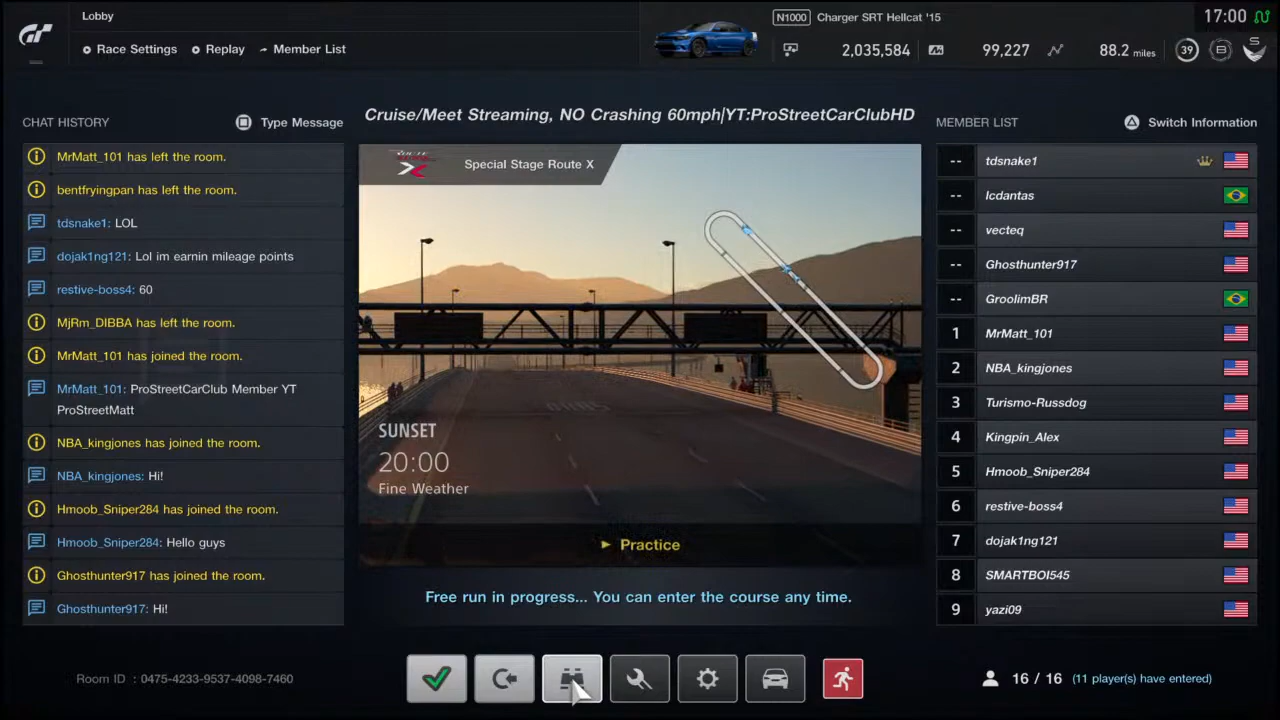 Lobby
Race Settings
Replay
Member List
N1000 Charger SRT Hellcat '15
2,035,584
99,227
88.2 miles
39
B
S
17:00
CHAT HISTORY
Type Message
MrMatt_101 has left the room.
bentfryingpan has left the room.
tdsnake1: LOL
dojak1ng121: Lol im earnin mileage points
restive-boss4: 60
MjRm_DIBBA has left the room.
MrMatt_101 has joined the room.
MrMatt_101: ProStreetCarClub Member YT
ProStreetMatt
NBA_kingjones has joined the room.
NBA_kingjones: Hi!
Hmoob_Sniper284 has joined the room.
Hmoob_Sniper284: Hello guys
Ghosthunter917 has joined the room.
Ghosthunter917: Hi!
Cruise/Meet Streaming, NO Crashing 60mph|YT:ProStreetCarClubHD
Special Stage Route X
SUNSET
20:00
Fine Weather
Practice
Free run in progress... You can enter the course any time.
MEMBER LIST
Switch Information
-- tdsnake1
-- lcdantas
-- vecteq
-- Ghosthunter917
-- GroolimBR
1 MrMatt_101
2 NBA_kingjones
3 Turismo-Russdog
4 Kingpin_Alex
5 Hmoob_Sniper284
6 restive-boss4
7 dojak1ng121
8 SMARTBOI545
9 yazi09
Room ID : 0475-4233-9537-4098-7460
16 / 16 (11 player(s) have entered)